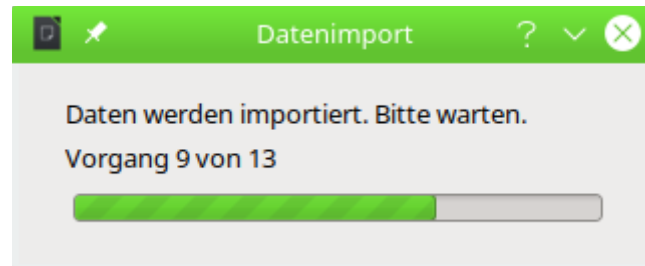 Datenimport
Daten werden importiert. Bitte warten.
Vorgang 9 von 13